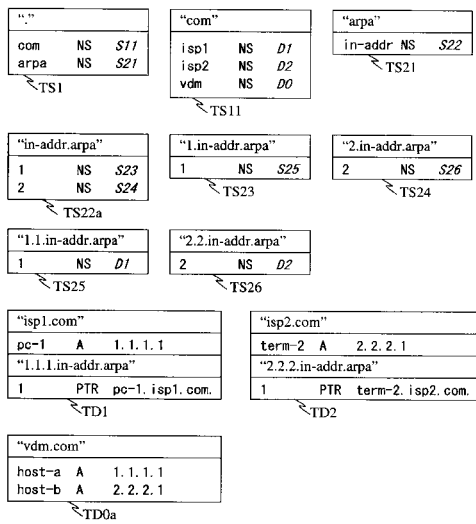 “.”
com NS S11
arpa NS S21
TS1
“com”
isp1 NS D1
isp2 NS D2
vdm NS D0
TS11
“arpa”
in-addr NS S22
TS21
“in-addr.arpa”
1 NS S23
2 NS S24
TS22a
“1.in-addr.arpa”
1 NS S25
TS23
“2.in-addr.arpa”
2 NS S26
TS24
“1.1.in-addr.arpa”
1 NS D1
TS25
“2.2.in-addr.arpa”
2 NS D2
TS26
“isp1.com”
pc-1 A 1.1.1.1
“1.1.1.in-addr.arpa”
1 PTR pc-1.isp1.com.
TD1
“isp2.com”
term-2 A 2.2.2.1
“2.2.2.in-addr.arpa”
1 PTR term-2.isp2.com.
TD2
“vdm.com”
host-a A 1.1.1.1
host-b A 2.2.2.1
TD0a